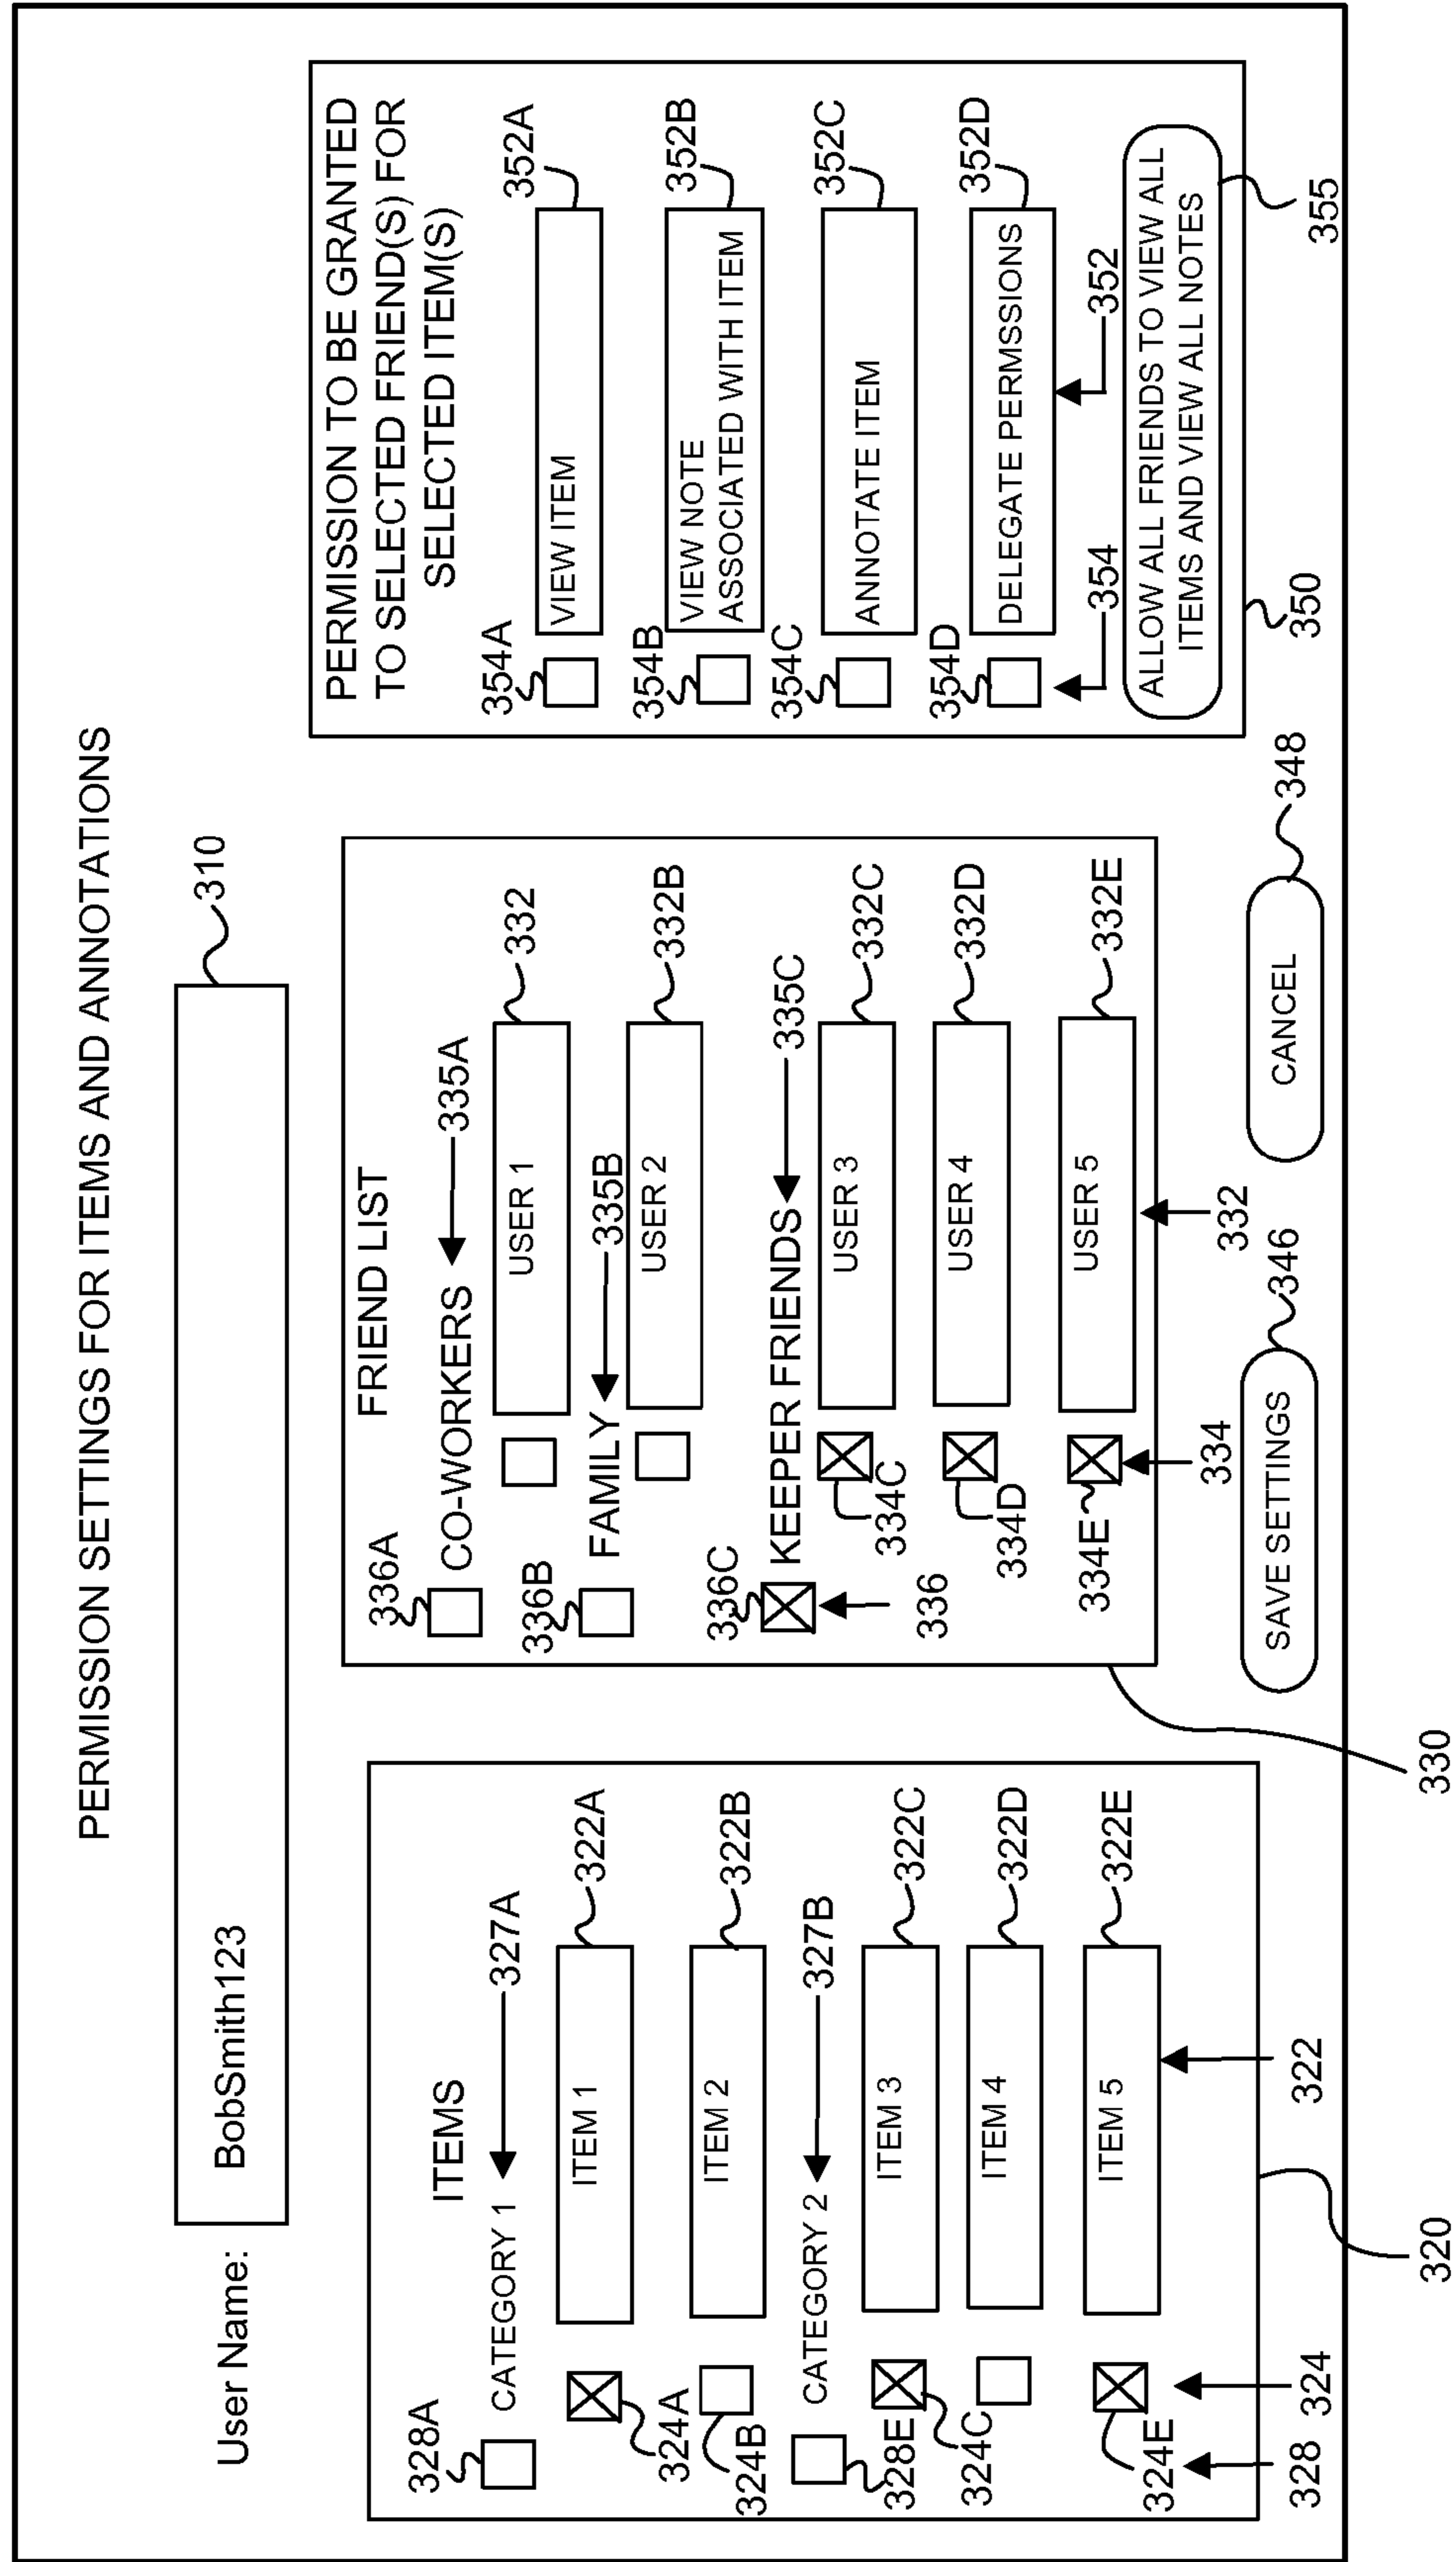 PERMISSION SETTINGS FOR ITEMS AND ANNOTATIONS
User Name:
BobSmith123
310
ITEMS
328A
CATEGORY 1
327A
ITEM 1
322A
324A
ITEM 2
322B
324B
CATEGORY 2
327B
328E
ITEM 3
322C
324C
ITEM 4
322D
ITEM 5
322E
324E
328
324
322
320
FRIEND LIST
336A
CO-WORKERS
335A
USER 1
332
336B
FAMILY
335B
USER 2
332B
336C
KEEPER FRIENDS
335C
336
USER 3
332C
334C
USER 4
332D
334D
USER 5
332E
334E
334
332
330
SAVE SETTINGS
346
CANCEL
348
PERMISSION TO BE GRANTED
TO SELECTED FRIEND(S) FOR
SELECTED ITEM(S)
354A
VIEW ITEM
352A
354B
VIEW NOTE
ASSOCIATED WITH ITEM
352B
354C
ANNOTATE ITEM
352C
354D
DELEGATE PERMSSIONS
352D
354
352
ALLOW ALL FRIENDS TO VIEW ALL
ITEMS AND VIEW ALL NOTES
350
355